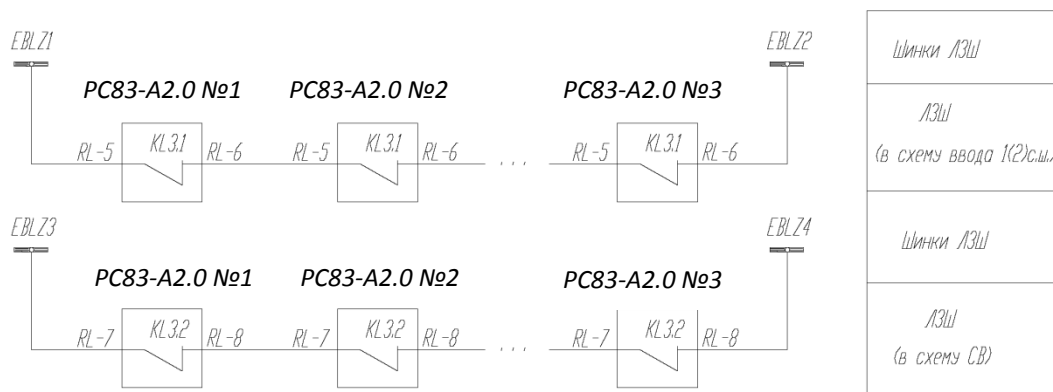 EBLZ1 EBLZ2
РС83-А2.0 №1 РС83-А2.0 №2 РС83-А2.0 №3
RL-5 KL3.1 RL-6 RL-5 KL3.1 RL-6 ... RL-5 KL3.1 RL-6
EBLZ3 EBLZ4
РС83-А2.0 №1 РС83-А2.0 №2 РС83-А2.0 №3
RL-7 KL3.2 RL-8 RL-7 KL3.2 RL-8 ... RL-7 KL3.2 RL-8
Шинки ЛЗШ
ЛЗШ
(в схему ввода 1(2)с.ш.)
Шинки ЛЗШ
ЛЗШ
(в схему СВ)